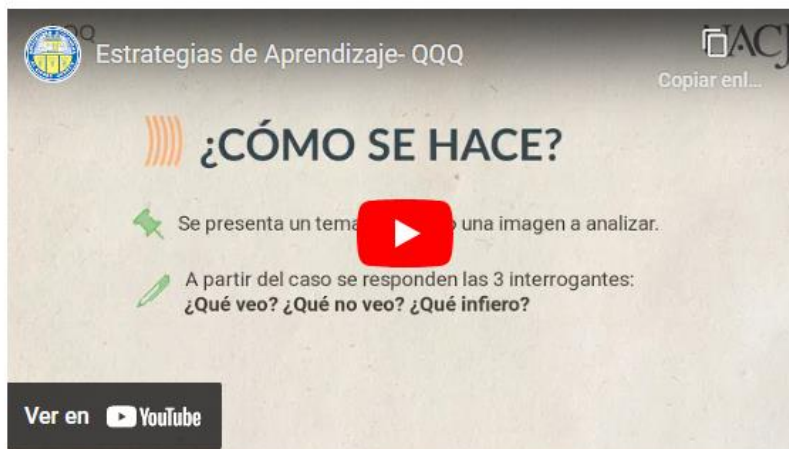 Estrategias de Aprendizaje- QQQ
Copiar enl...
¿CÓMO SE HACE?
Se presenta un tema una imagen a analizar.
A partir del caso se responden las 3 interrogantes:
¿Qué veo? ¿Qué no veo? ¿Qué infiero?
Ver en YouTube